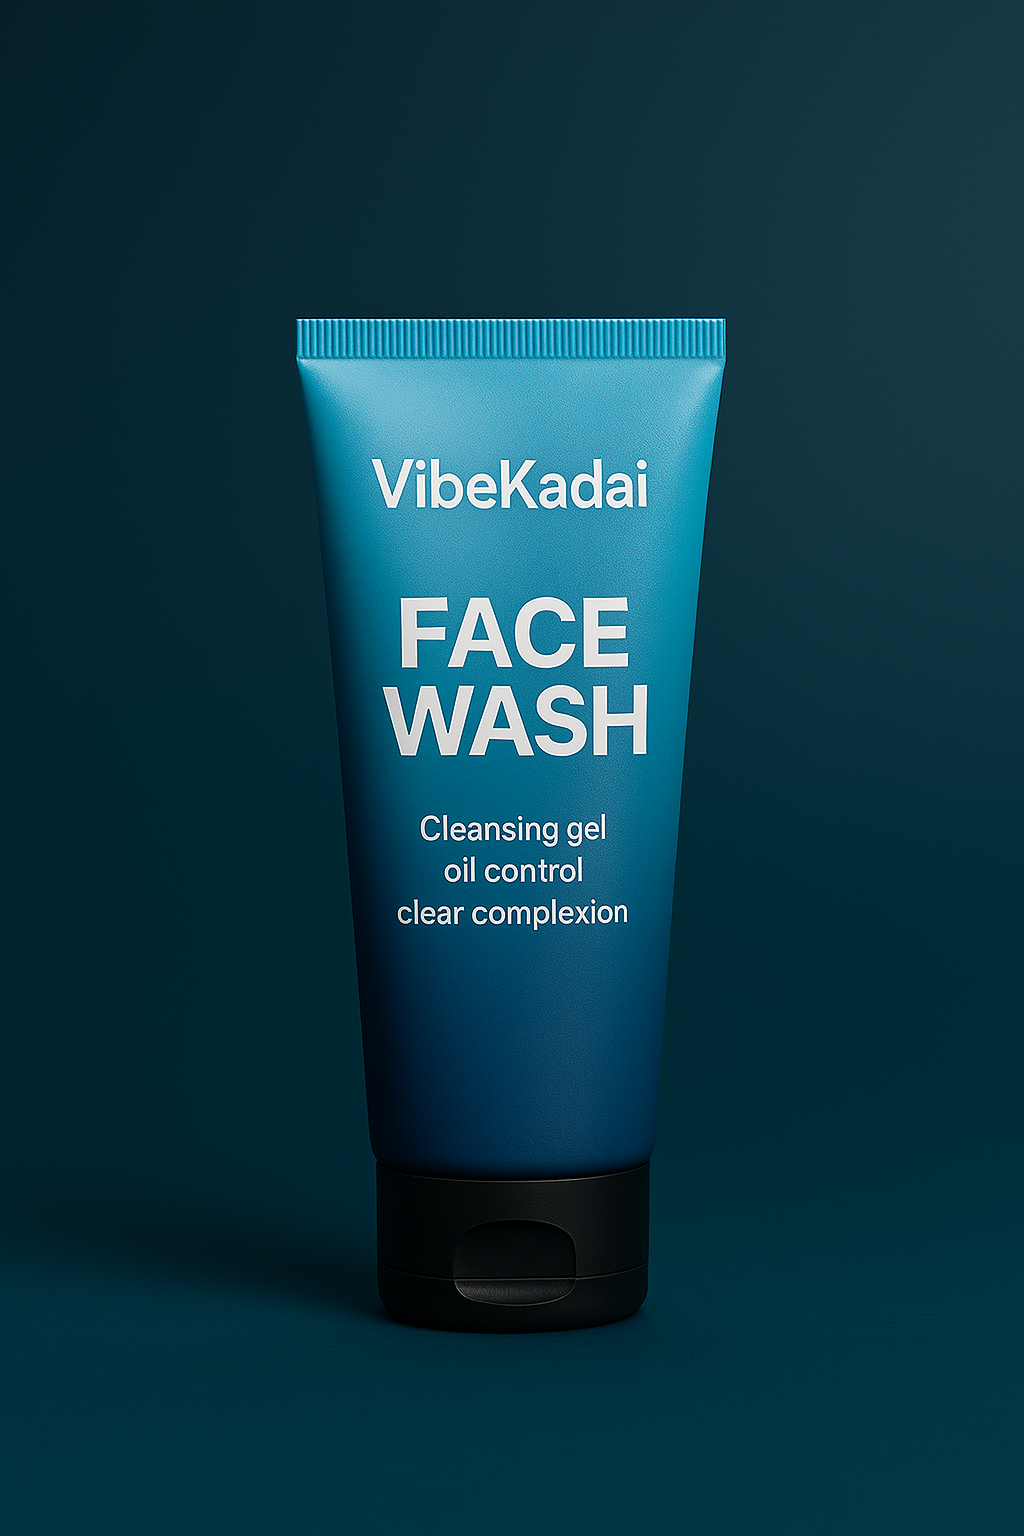 VibeKadai
FACE
WASH
Cleansing gel
oil control
clear complexion